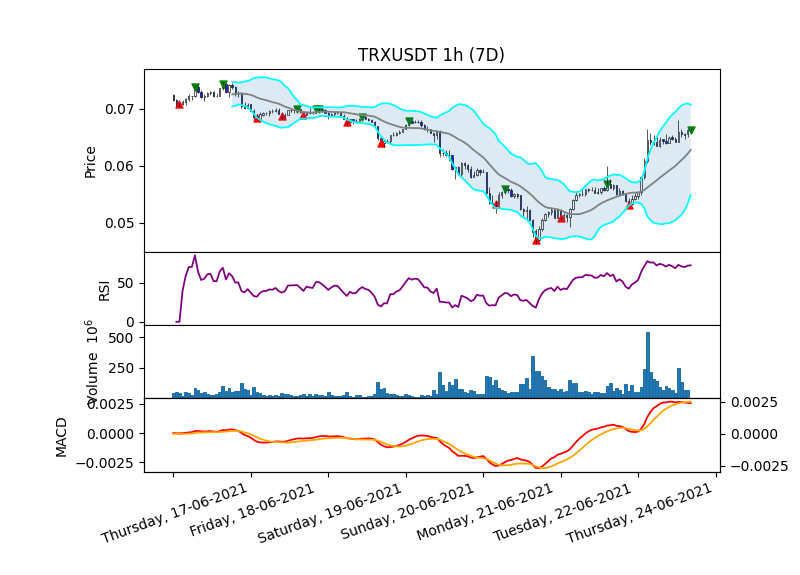 TRXUSDT 1h (7D)
Price
0.07
0.06
0.05
RSI
50
0
Volume 10⁶
500
250
MACD
0.0025
0.0000
−0.0025
0.0025
0.0000
−0.0025
Thursday, 17-06-2021
Friday, 18-06-2021
Saturday, 19-06-2021
Sunday, 20-06-2021
Monday, 21-06-2021
Tuesday, 22-06-2021
Thursday, 24-06-2021